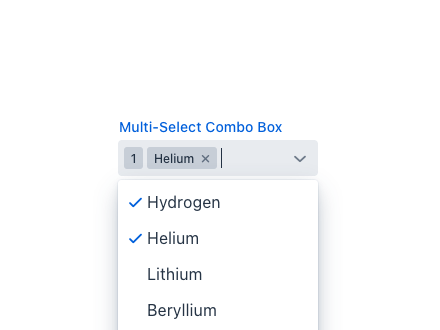 Multi-Select Combo Box
1 Helium
Hydrogen
Helium
Lithium
Beryllium